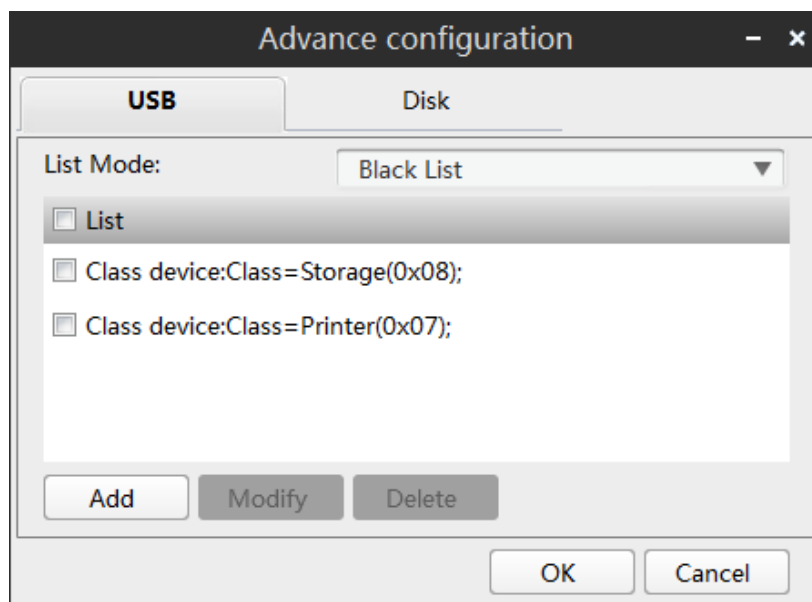 Advance configuration
USB Disk
List Mode: Black List
List
Class device:Class=Storage(0x08);
Class device:Class=Printer(0x07);
Add Modify Delete
OK Cancel